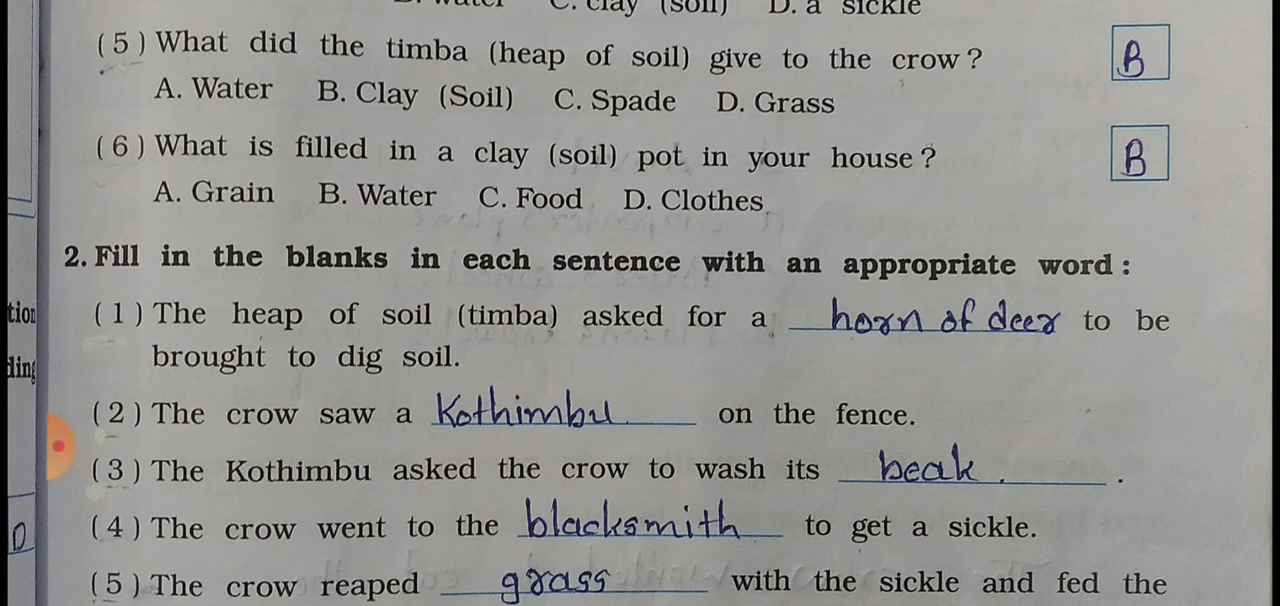 B. water C. clay (soil) D. a sickle
(5) What did the timba (heap of soil) give to the crow? B
A. Water B. Clay (Soil) C. Spade D. Grass
(6) What is filled in a clay (soil) pot in your house? B
A. Grain B. Water C. Food D. Clothes
2. Fill in the blanks in each sentence with an appropriate word :
(1) The heap of soil (timba) asked for a horn of deer to be
brought to dig soil.
(2) The crow saw a Kothimbu on the fence.
(3) The Kothimbu asked the crow to wash its beak.
(4) The crow went to the blacksmith to get a sickle.
(5) The crow reaped grass with the sickle and fed the